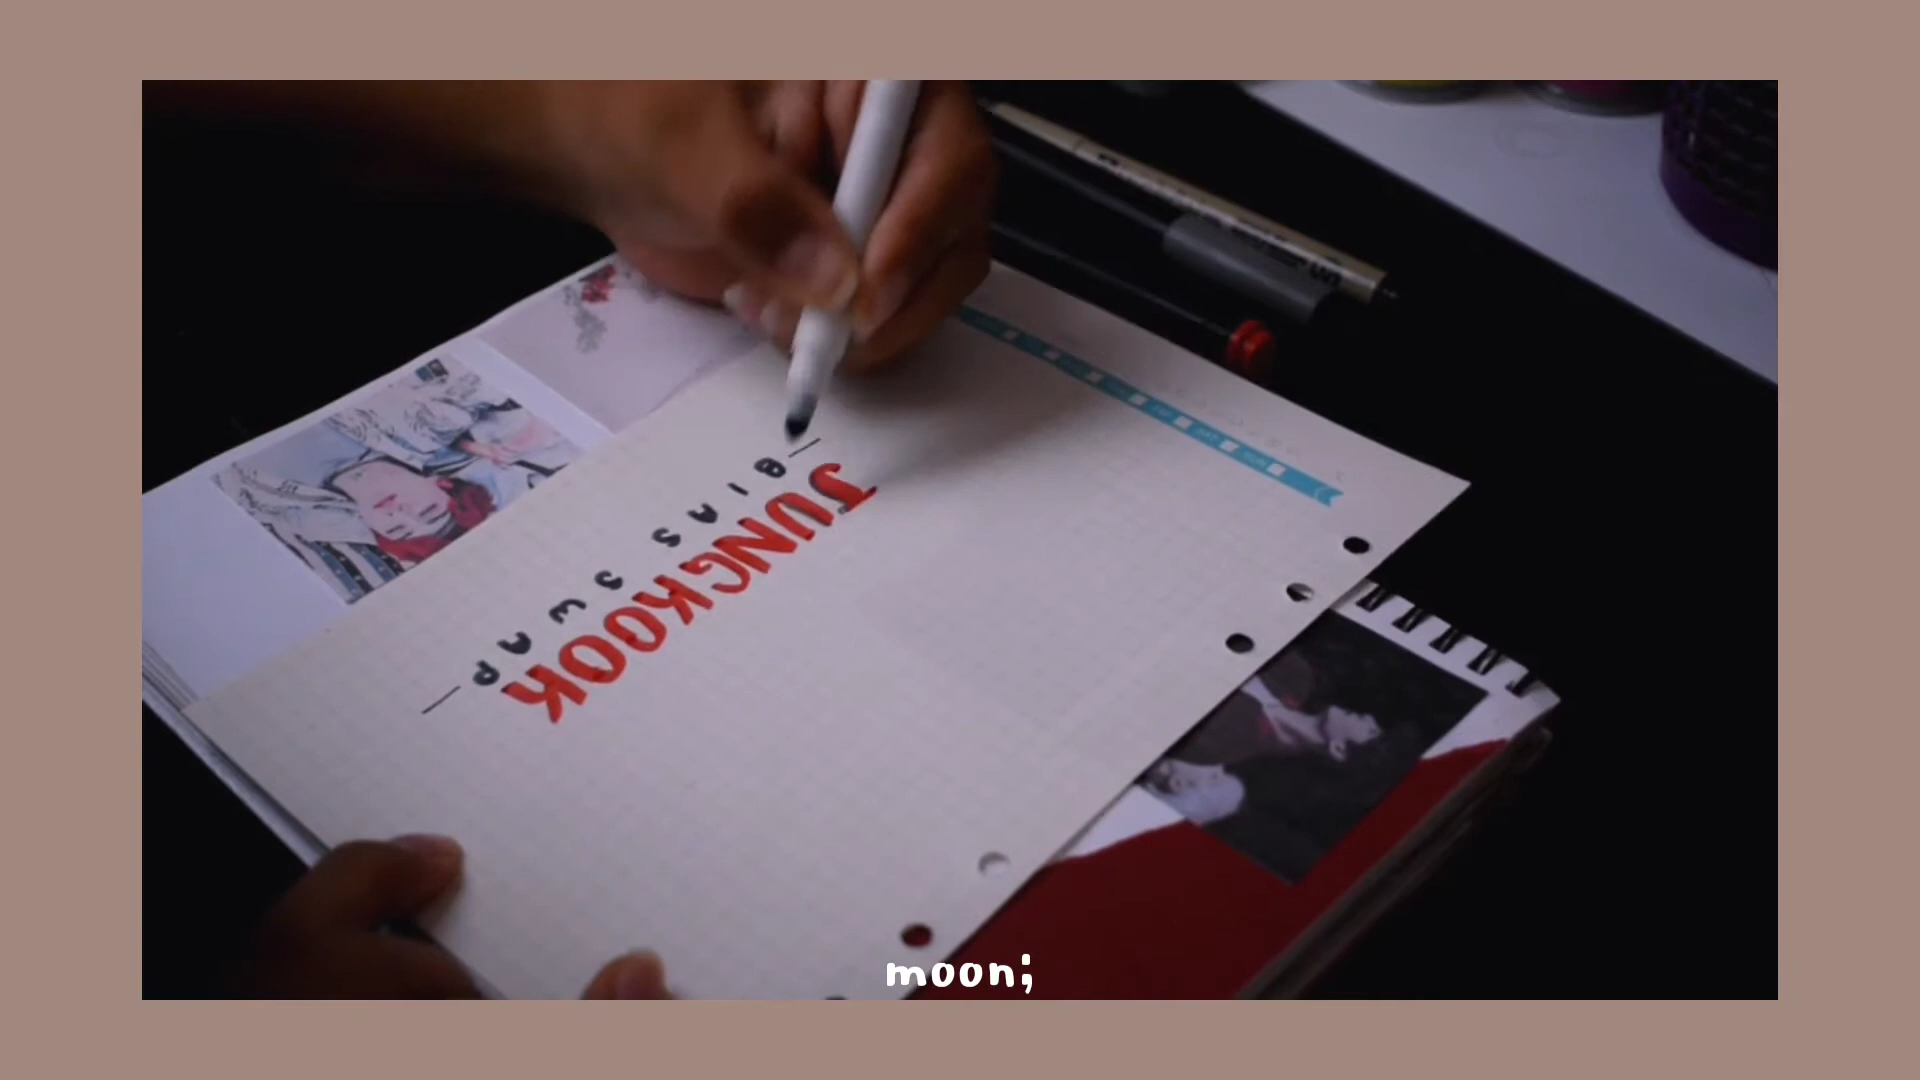 JUNGKOOK
— BIAS SWAP —
moon;